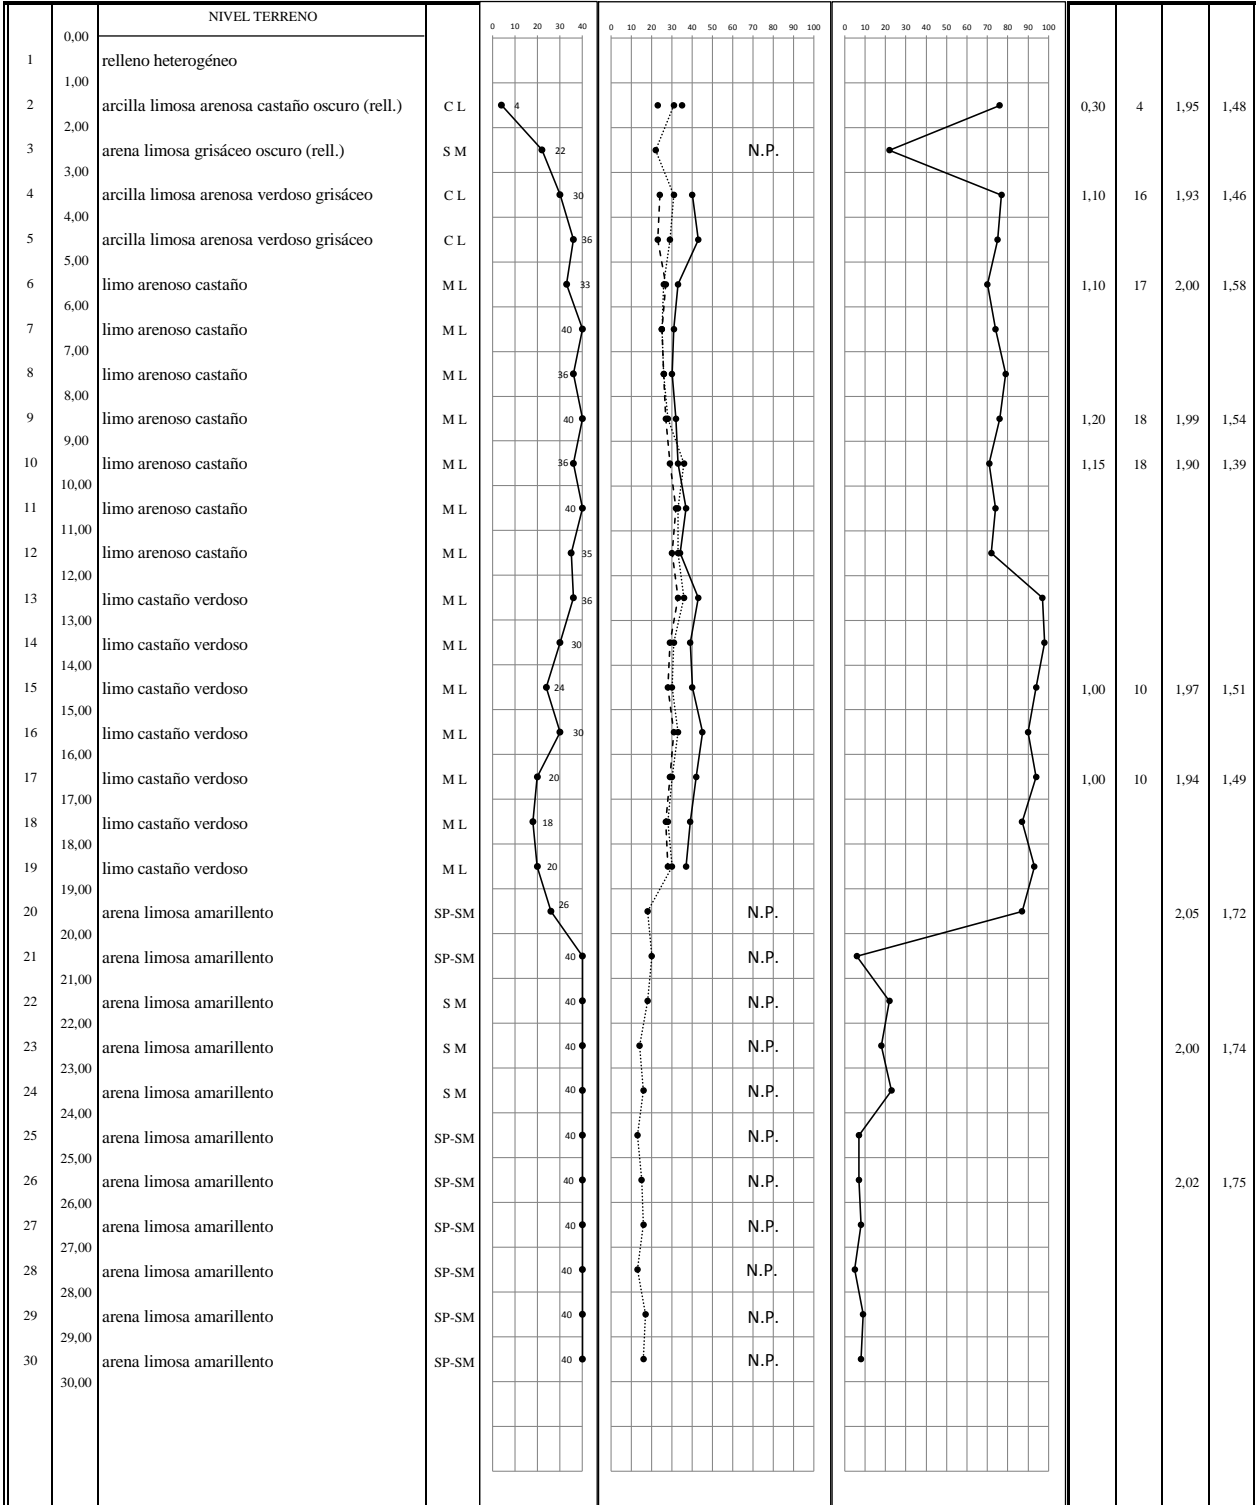 NIVEL TERRENO
0 10 20 30 40 0 10 20 30 40 50 60 70 80 90 100 0 10 20 30 40 50 60 70 80 90 100
0,00
1 relleno heterogéneo
1,00
2 arcilla limosa arenosa castaño oscuro (rell.) C L 4 0,30 4 1,95 1,48
2,00
3 arena limosa grisáceo oscuro (rell.) S M 22 N.P.
3,00
4 arcilla limosa arenosa verdoso grisáceo C L 30 1,10 16 1,93 1,46
4,00
5 arcilla limosa arenosa verdoso grisáceo C L 36
5,00
6 limo arenoso castaño M L 33 1,10 17 2,00 1,58
6,00
7 limo arenoso castaño M L 40
7,00
8 limo arenoso castaño M L 36
8,00
9 limo arenoso castaño M L 40 1,20 18 1,99 1,54
9,00
10 limo arenoso castaño M L 36 1,15 18 1,90 1,39
10,00
11 limo arenoso castaño M L 40
11,00
12 limo arenoso castaño M L 35
12,00
13 limo castaño verdoso M L 36
13,00
14 limo castaño verdoso M L 30
14,00
15 limo castaño verdoso M L 24 1,00 10 1,97 1,51
15,00
16 limo castaño verdoso M L 30
16,00
17 limo castaño verdoso M L 20 1,00 10 1,94 1,49
17,00
18 limo castaño verdoso M L 18
18,00
19 limo castaño verdoso M L 20
19,00
20 arena limosa amarillento SP-SM 26 N.P. 2,05 1,72
20,00
21 arena limosa amarillento SP-SM 40 N.P.
21,00
22 arena limosa amarillento S M 40 N.P.
22,00
23 arena limosa amarillento S M 40 N.P. 2,00 1,74
23,00
24 arena limosa amarillento S M 40 N.P.
24,00
25 arena limosa amarillento SP-SM 40 N.P.
25,00
26 arena limosa amarillento SP-SM 40 N.P. 2,02 1,75
26,00
27 arena limosa amarillento SP-SM 40 N.P.
27,00
28 arena limosa amarillento SP-SM 40 N.P.
28,00
29 arena limosa amarillento SP-SM 40 N.P.
29,00
30 arena limosa amarillento SP-SM 40 N.P.
30,00